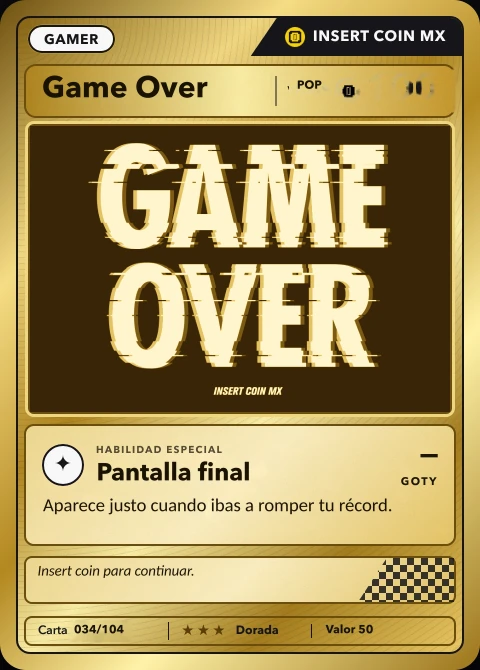 GAMER
INSERT COIN MX
Game Over
POP
GAME
OVER
INSERT COIN MX
HABILIDAD ESPECIAL
Pantalla final
GOTY
Aparece justo cuando ibas a romper tu récord.
Insert coin para continuar.
Carta 034/104 ★ ★ ★ Dorada Valor 50